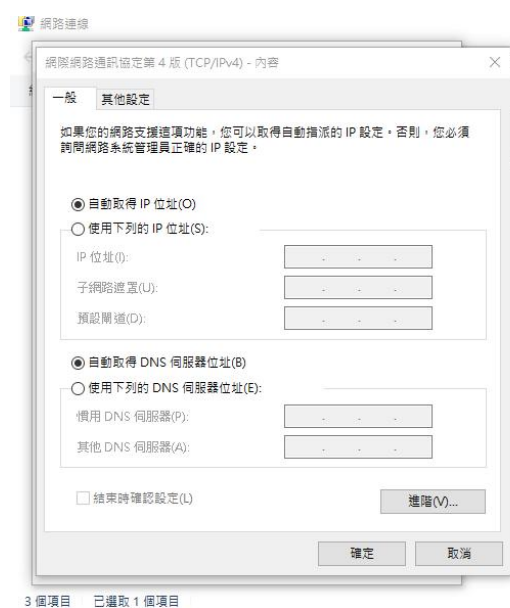 網路連線
網際網路通訊協定第 4 版 (TCP/IPv4) - 內容
一般
其他設定
如果您的網路支援這項功能，您可以取得自動指派的 IP 設定。否則，您必須
詢問網路系統管理員正確的 IP 設定。
自動取得 IP 位址(O)
使用下列的 IP 位址(S):
IP 位址(I):
子網路遮罩(U):
預設閘道(D):
自動取得 DNS 伺服器位址(B)
使用下列的 DNS 伺服器位址(E):
慣用 DNS 伺服器(P):
其他 DNS 伺服器(A):
結束時確認設定(L)
進階(V)...
確定
取消
3 個項目
已選取 1 個項目